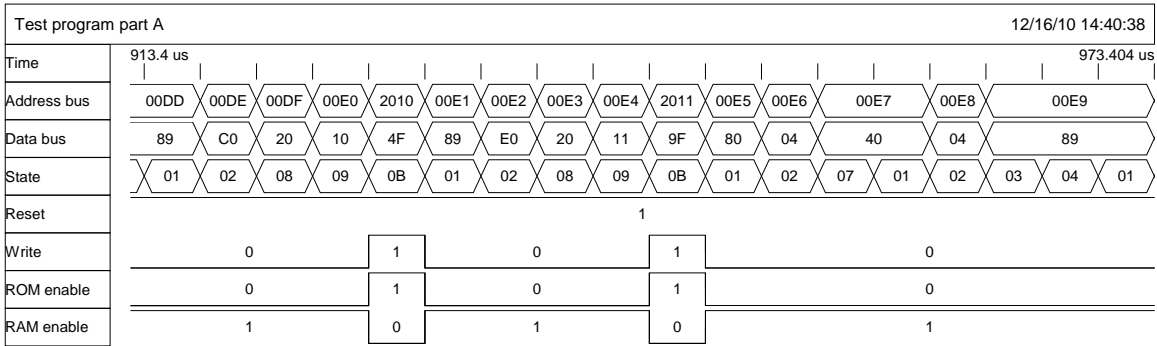 Test program part A 12/16/10 14:40:38
Time 913.4 us 973.404 us
Address bus 00DD 00DE 00DF 00E0 2010 00E1 00E2 00E3 00E4 2011 00E5 00E6 00E7 00E8 00E9
Data bus 89 C0 20 10 4F 89 E0 20 11 9F 80 04 40 04 89
State 01 02 08 09 0B 01 02 08 09 0B 01 02 07 01 02 03 04 01
Reset 1
Write 0 1 0 1 0
ROM enable 0 1 0 1 0
RAM enable 1 0 1 0 1